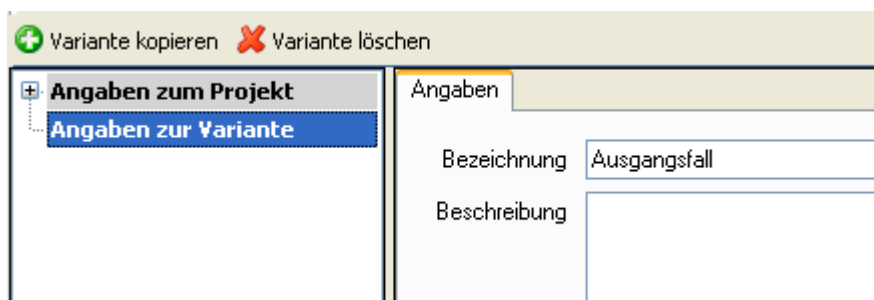 Variante kopieren Variante löschen
Angaben zum Projekt
Angaben zur Variante
Angaben
Bezeichnung Ausgangsfall
Beschreibung